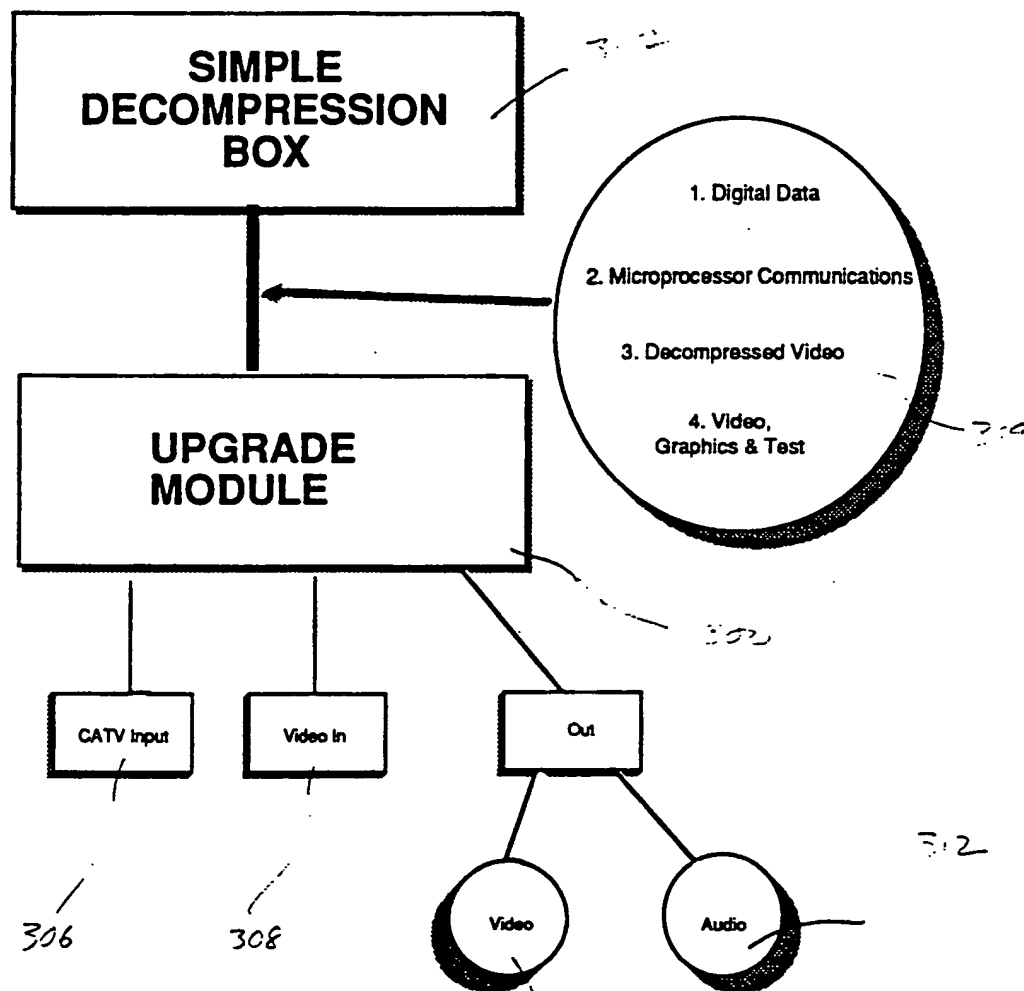 SIMPLE
DECOMPRESSION
BOX
1. Digital Data
2. Microprocessor Communications
3. Decompressed Video
4. Video,
Graphics & Test
UPGRADE
MODULE
CATV Input
Video In
Out
Video
Audio
312
306
308